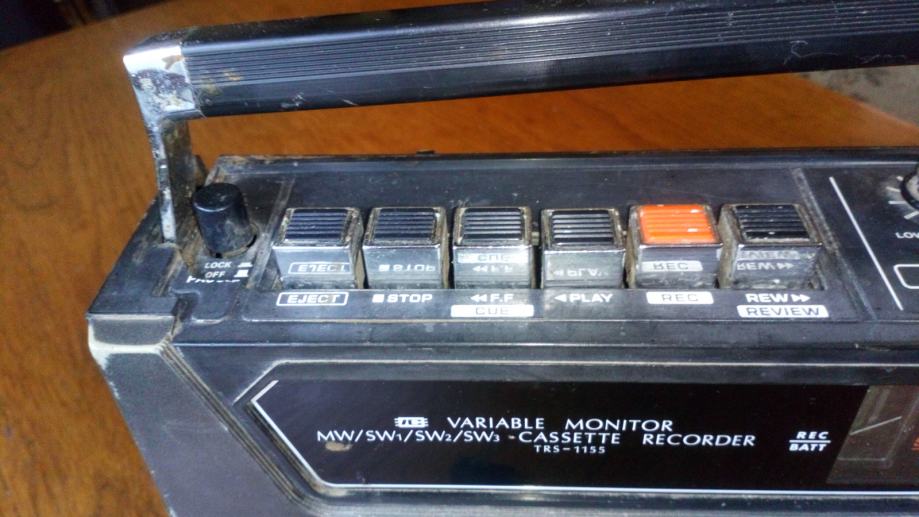 LOCK
OFF
EJECT
■STOP
◀◀F.F
CUE
◀PLAY
REC
REW▶▶
REVIEW
LOW
VARIABLE MONITOR
MW/SW1/SW2/SW3 -CASSETTE RECORDER
TRS-1155
REC
BATT